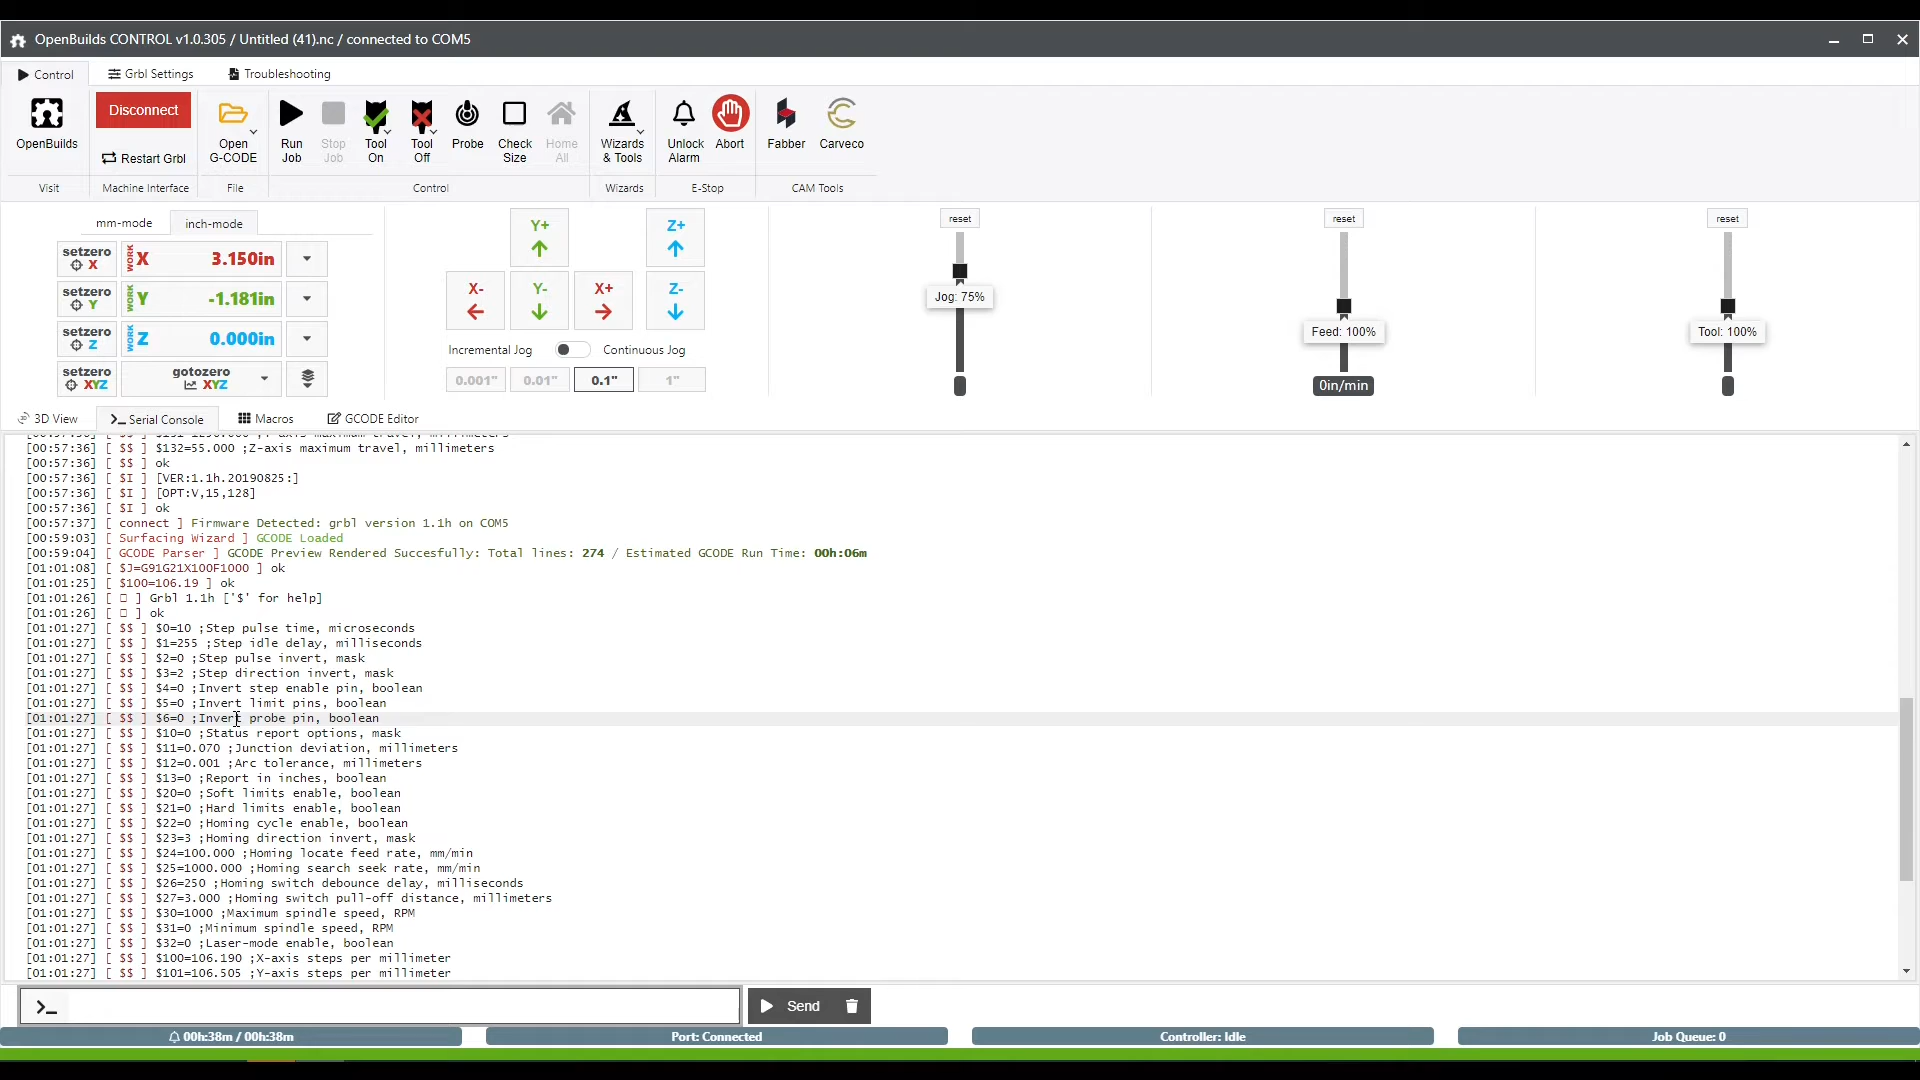 OpenBuilds CONTROL v1.0.305 / Untitled (41).nc / connected to COM5
Control
Grbl Settings
Troubleshooting
OpenBuilds
Disconnect
Restart Grbl
Open
G-CODE
Run
Job
Stop
Job
Tool
On
Tool
Off
Probe
Check
Size
Home
All
Wizards
& Tools
Unlock
Alarm
Abort
Fabber
Carveco
Visit
Machine Interface
File
Control
Wizards
E-Stop
CAM Tools
mm-mode
inch-mode
setzero
X
WORK
X
3.150in
setzero
Y
WORK
Y
-1.181in
setzero
Z
WORK
Z
0.000in
setzero
XYZ
gotozero
XYZ
Y+
Z+
X-
Y-
X+
Z-
Incremental Jog
Continuous Jog
0.001"
0.01"
0.1"
1"
reset
Jog: 75%
reset
Feed: 100%
0in/min
reset
Tool: 100%
3D View
Serial Console
Macros
GCODE Editor
[00:57:36] [ $$ ] $132=55.000 ;Z-axis maximum travel, millimeters
[00:57:36] [ $$ ] ok
[00:57:36] [ $I ] [VER:1.1h.20190825:]
[00:57:36] [ $I ] [OPT:V,15,128]
[00:57:36] [ $I ] ok
[00:57:37] [ connect ] Firmware Detected: grbl version 1.1h on COM5
[00:59:03] [ Surfacing Wizard ] GCODE Loaded
[00:59:04] [ GCODE Parser ] GCODE Preview Rendered Succesfully: Total lines: 274 / Estimated GCODE Run Time: 00h:06m
[01:01:08] [ $J=G91G21X100F1000 ] ok
[01:01:25] [ $100=106.19 ] ok
[01:01:26] [ □ ] Grbl 1.1h ['$' for help]
[01:01:26] [ □ ] ok
[01:01:27] [ $$ ] $0=10 ;Step pulse time, microseconds
[01:01:27] [ $$ ] $1=255 ;Step idle delay, milliseconds
[01:01:27] [ $$ ] $2=0 ;Step pulse invert, mask
[01:01:27] [ $$ ] $3=2 ;Step direction invert, mask
[01:01:27] [ $$ ] $4=0 ;Invert step enable pin, boolean
[01:01:27] [ $$ ] $5=0 ;Invert limit pins, boolean
[01:01:27] [ $$ ] $6=0 ;Invert probe pin, boolean
[01:01:27] [ $$ ] $10=0 ;Status report options, mask
[01:01:27] [ $$ ] $11=0.070 ;Junction deviation, millimeters
[01:01:27] [ $$ ] $12=0.001 ;Arc tolerance, millimeters
[01:01:27] [ $$ ] $13=0 ;Report in inches, boolean
[01:01:27] [ $$ ] $20=0 ;Soft limits enable, boolean
[01:01:27] [ $$ ] $21=0 ;Hard limits enable, boolean
[01:01:27] [ $$ ] $22=0 ;Homing cycle enable, boolean
[01:01:27] [ $$ ] $23=3 ;Homing direction invert, mask
[01:01:27] [ $$ ] $24=100.000 ;Homing locate feed rate, mm/min
[01:01:27] [ $$ ] $25=1000.000 ;Homing search seek rate, mm/min
[01:01:27] [ $$ ] $26=250 ;Homing switch debounce delay, milliseconds
[01:01:27] [ $$ ] $27=3.000 ;Homing switch pull-off distance, millimeters
[01:01:27] [ $$ ] $30=1000 ;Maximum spindle speed, RPM
[01:01:27] [ $$ ] $31=0 ;Minimum spindle speed, RPM
[01:01:27] [ $$ ] $32=0 ;Laser-mode enable, boolean
[01:01:27] [ $$ ] $100=106.190 ;X-axis steps per millimeter
[01:01:27] [ $$ ] $101=106.505 ;Y-axis steps per millimeter
Send
00h:38m / 00h:38m
Port: Connected
Controller: Idle
Job Queue: 0